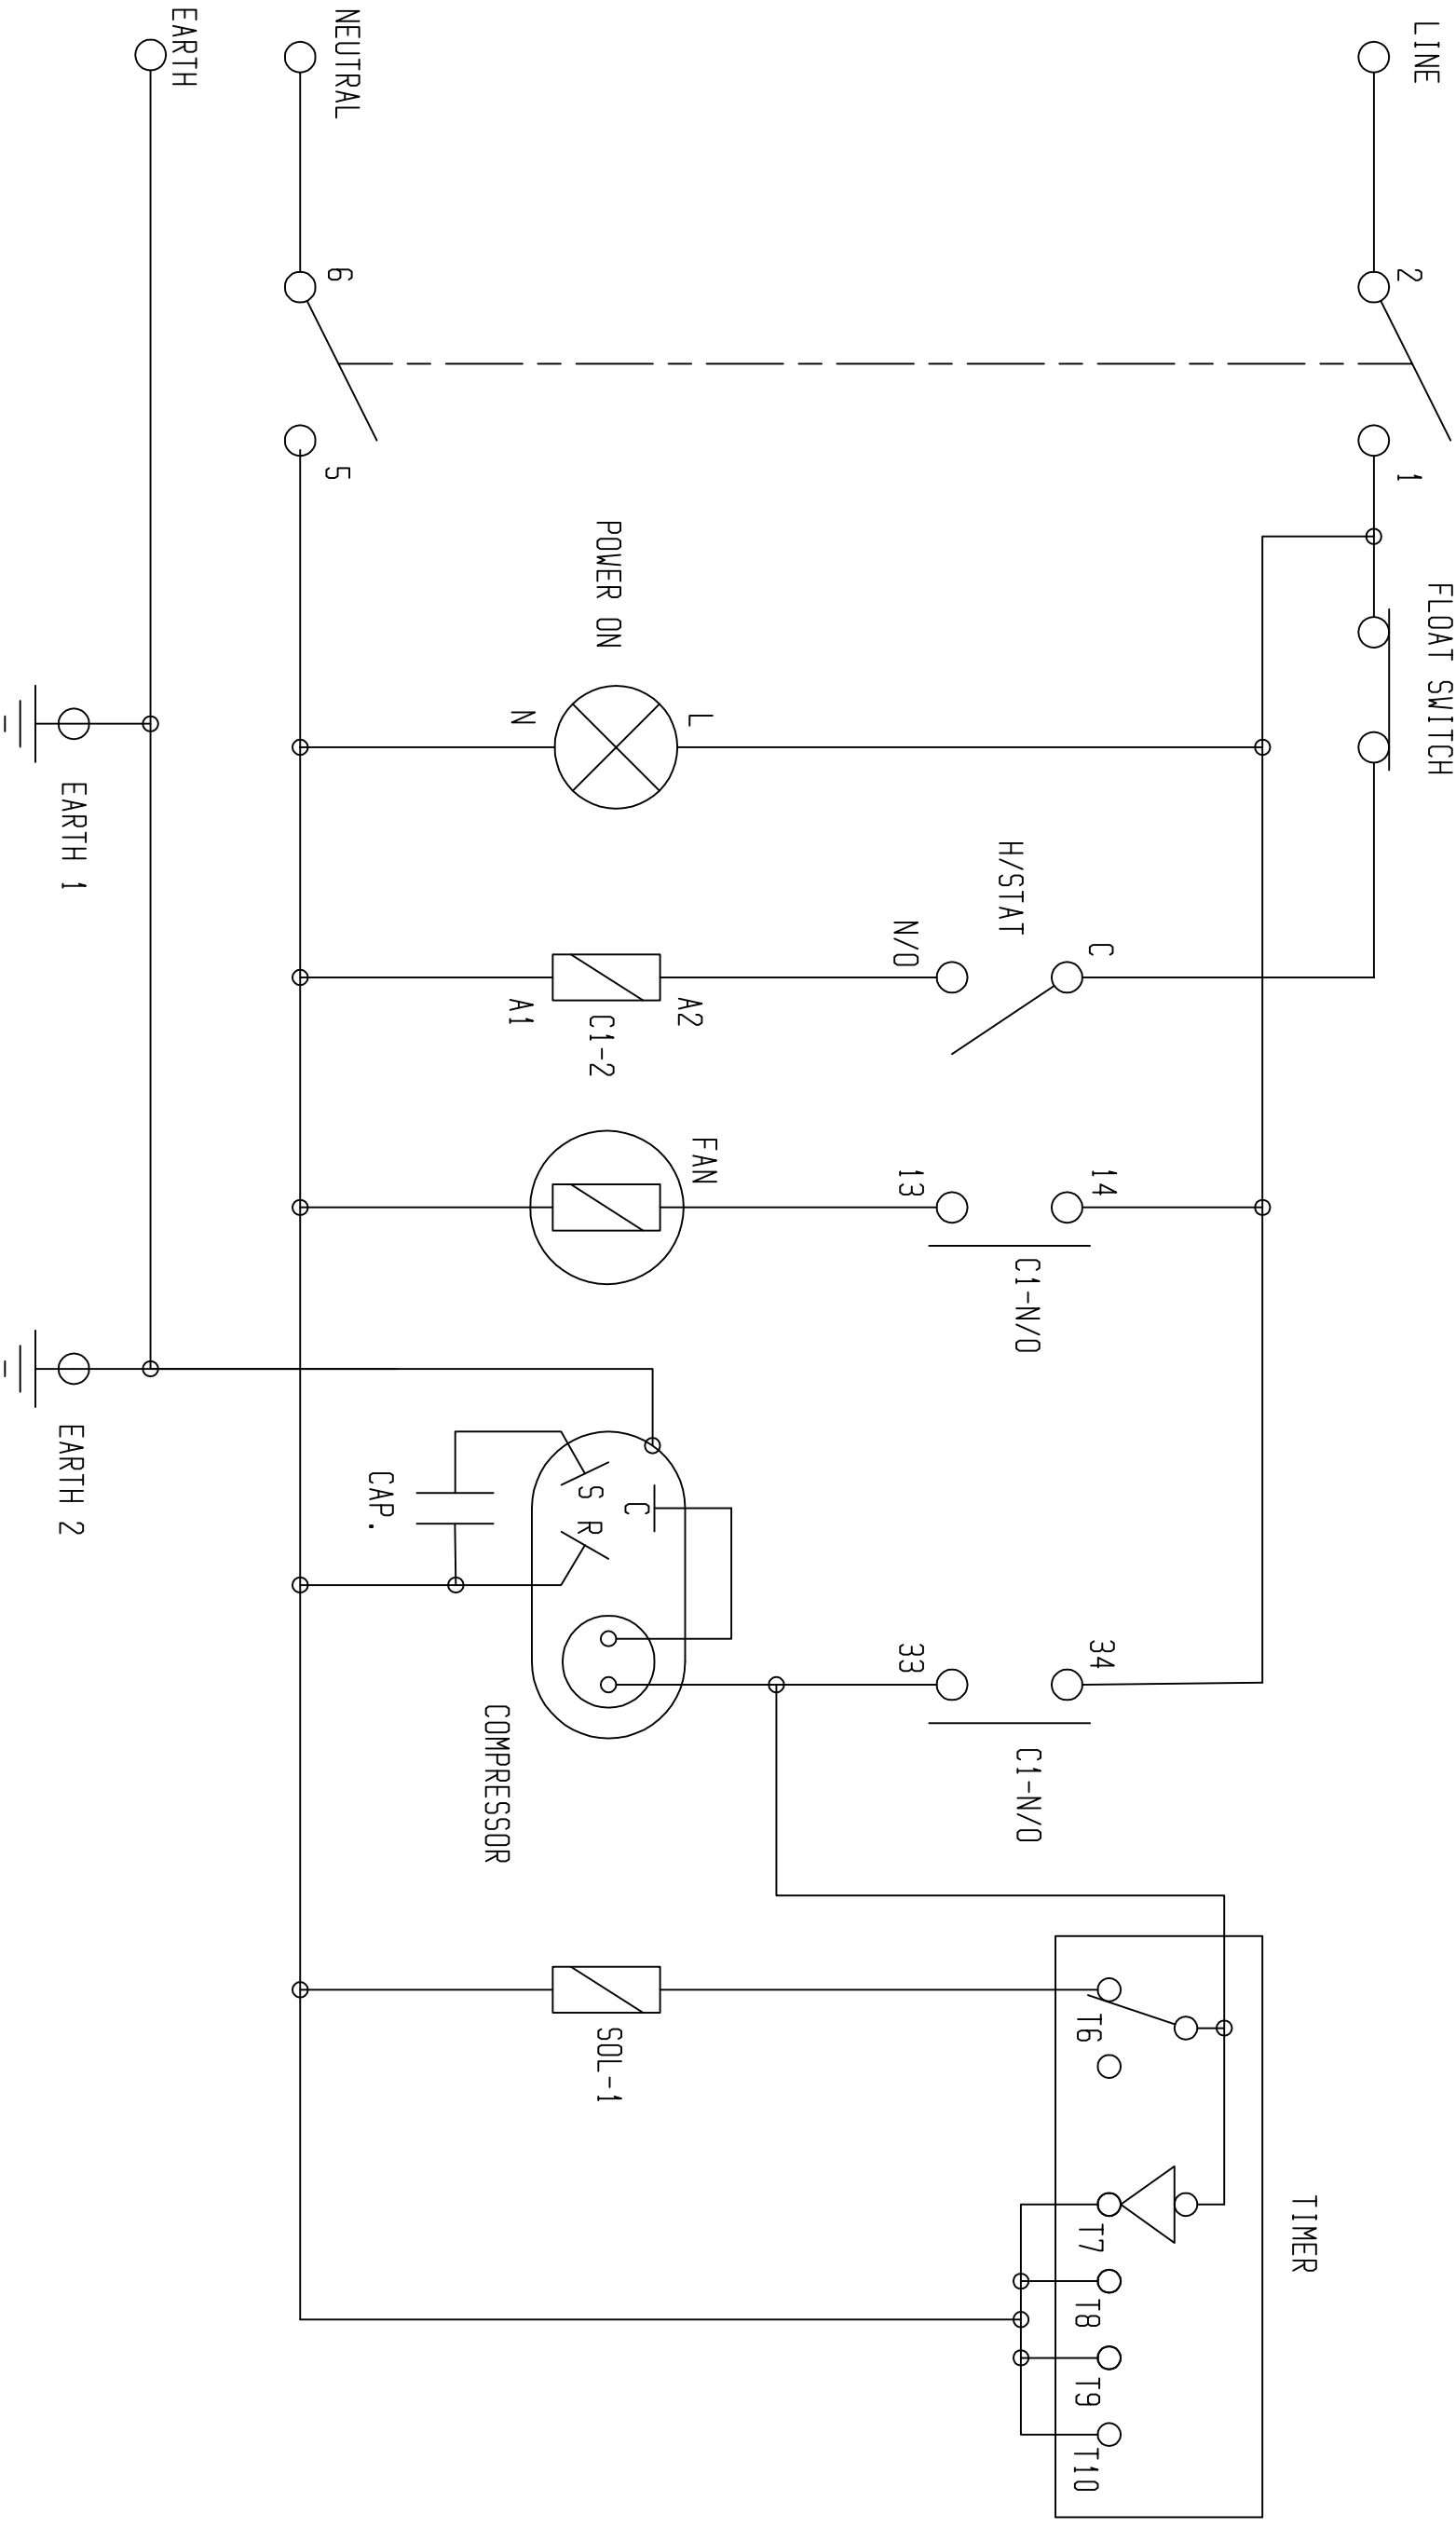 LINE
2
1
FLOAT SWITCH
NEUTRAL
6
5
EARTH
POWER ON
L
N
EARTH 1
H/STAT
C
N/O
A2
A1
C1-2
FAN
14
13
C1-N/O
EARTH 2
CAP.
S
R
C
COMPRESSOR
34
33
C1-N/O
SOL-1
TIMER
T6
T7
T8
T9
T10